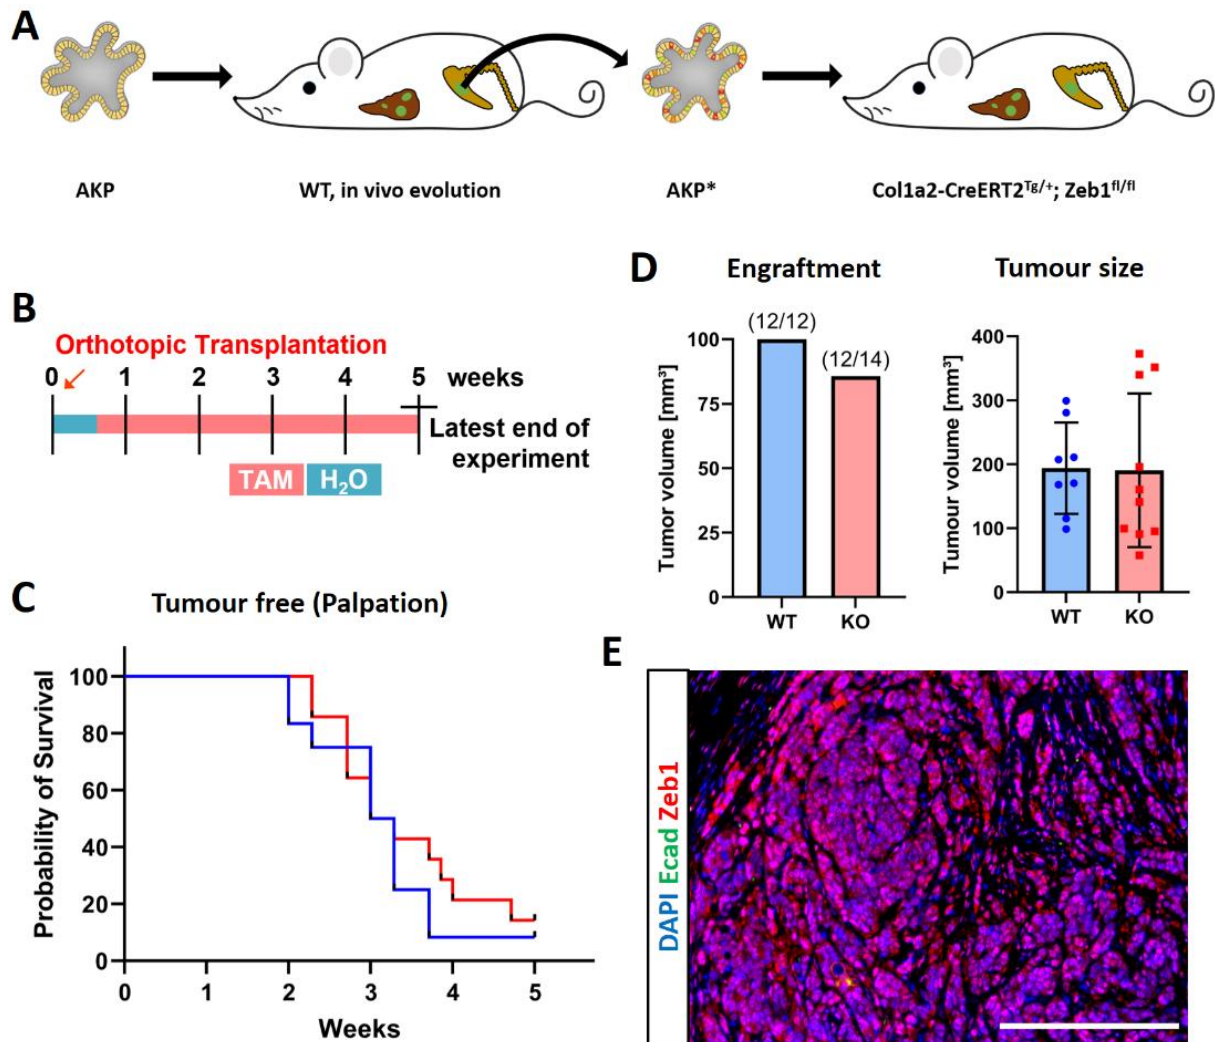 A
AKP
WT, in vivo evolution
AKP*
Col1a2-CreERT2Tg/+; Zeb1fl/fl
B
Orthotopic Transplantation
0 1 2 3 4 5 weeks
Latest end of
experiment
TAM H₂O
C
Tumour free (Palpation)
Probability of Survival
100
80
60
40
20
0
0 1 2 3 4 5
Weeks
D
Engraftment
Tumor volume [mm³]
(12/12)
(12/14)
100
75
50
25
0
WT KO
Tumour size
Tumour volume [mm³]
400
300
200
100
0
WT KO
E
DAPI Ecad Zeb1